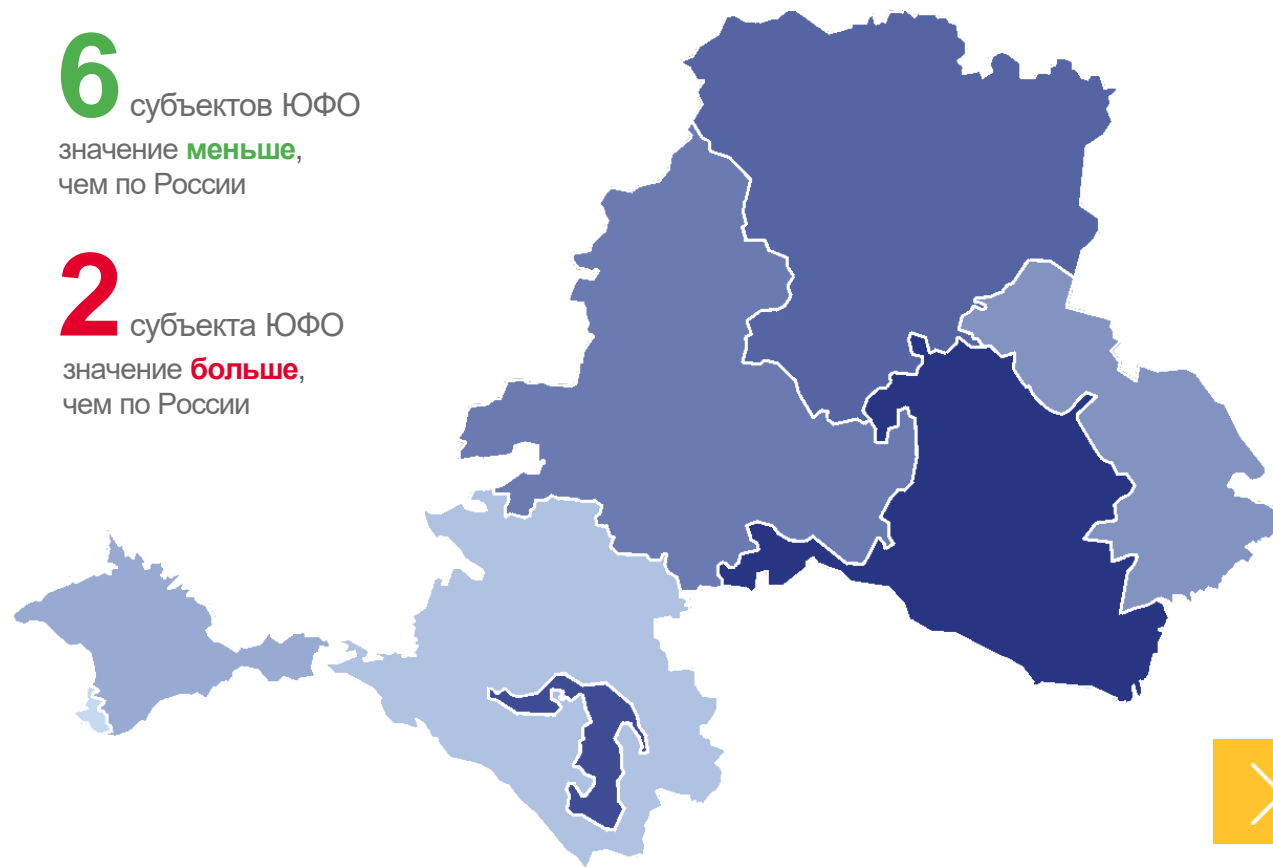 6 субъектов ЮФО
значение меньше,
чем по России
2 субъекта ЮФО
значение больше,
чем по России